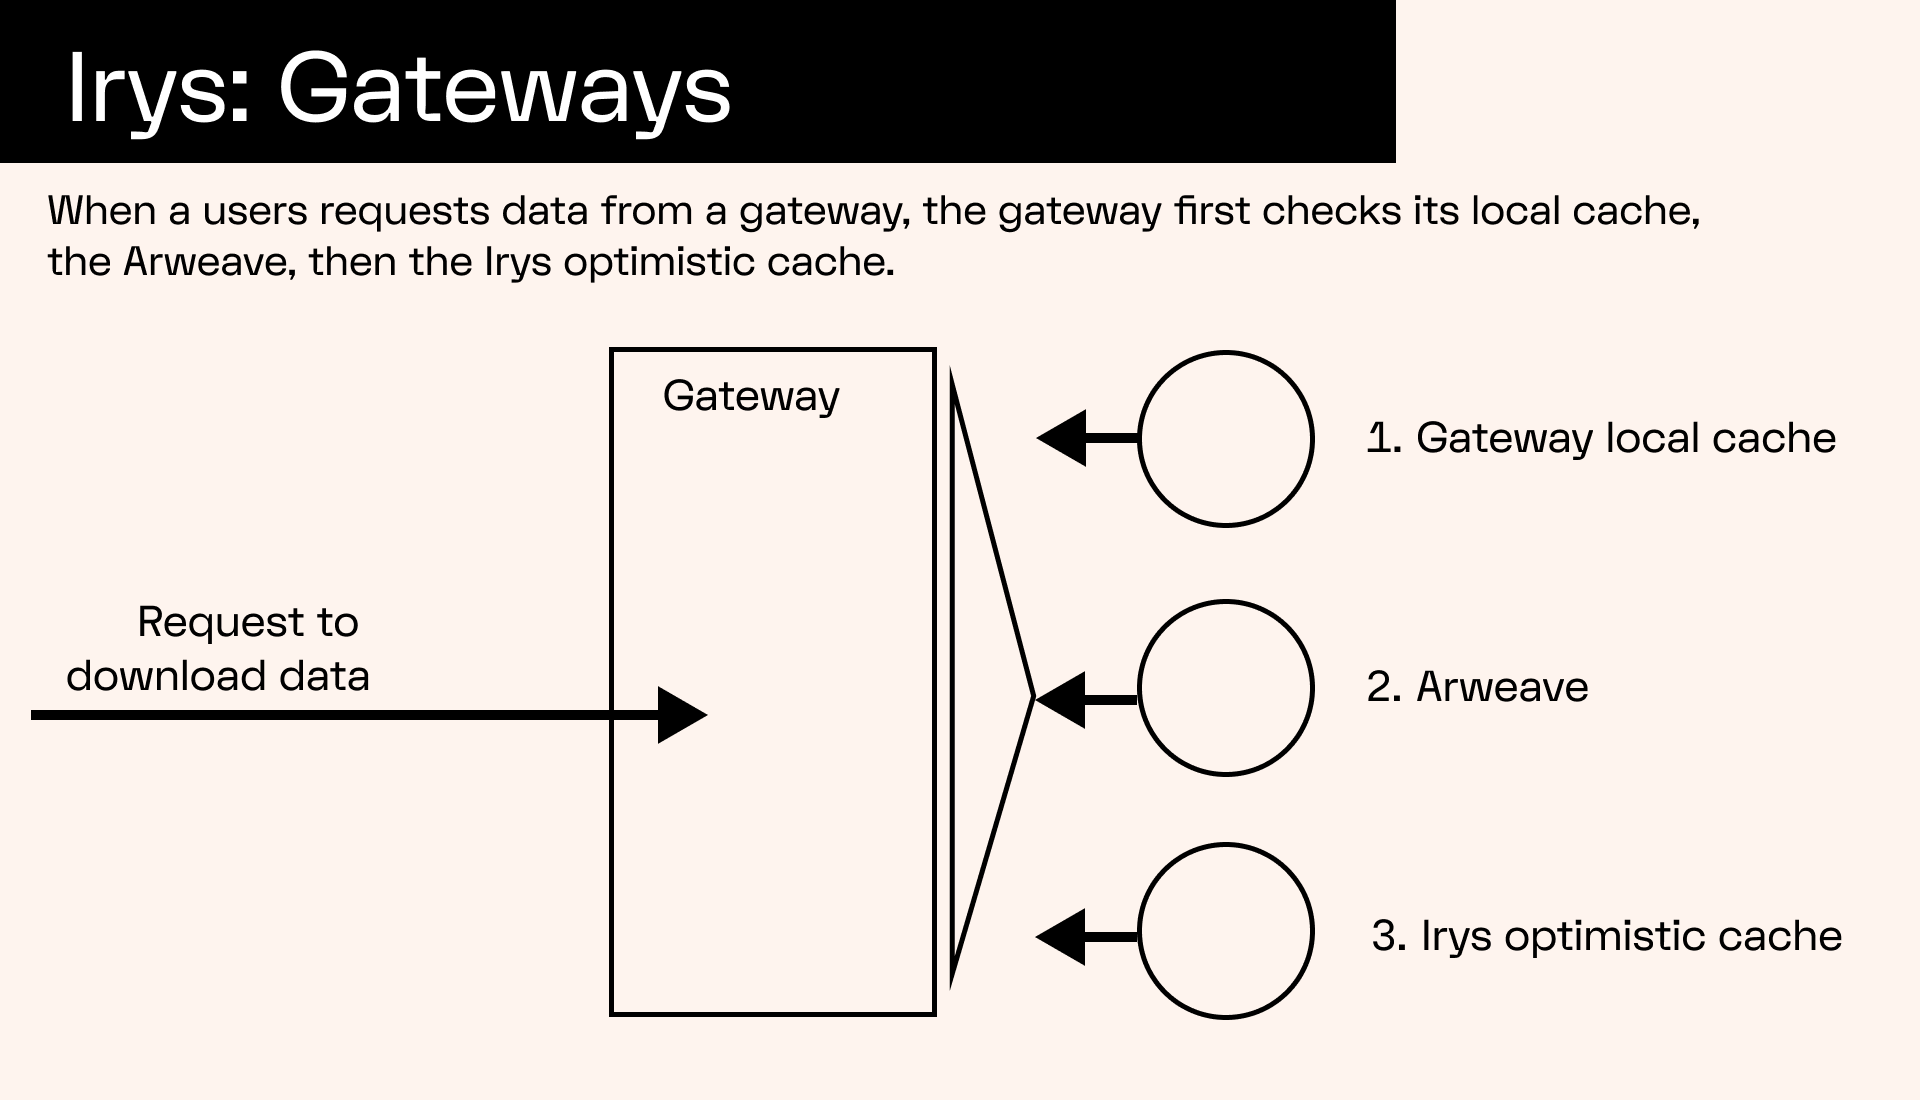 Irys: Gateways
When a users requests data from a gateway, the gateway first checks its local cache,
the Arweave, then the Irys optimistic cache.
Gateway
1. Gateway local cache
Request to
download data
2. Arweave
3. Irys optimistic cache